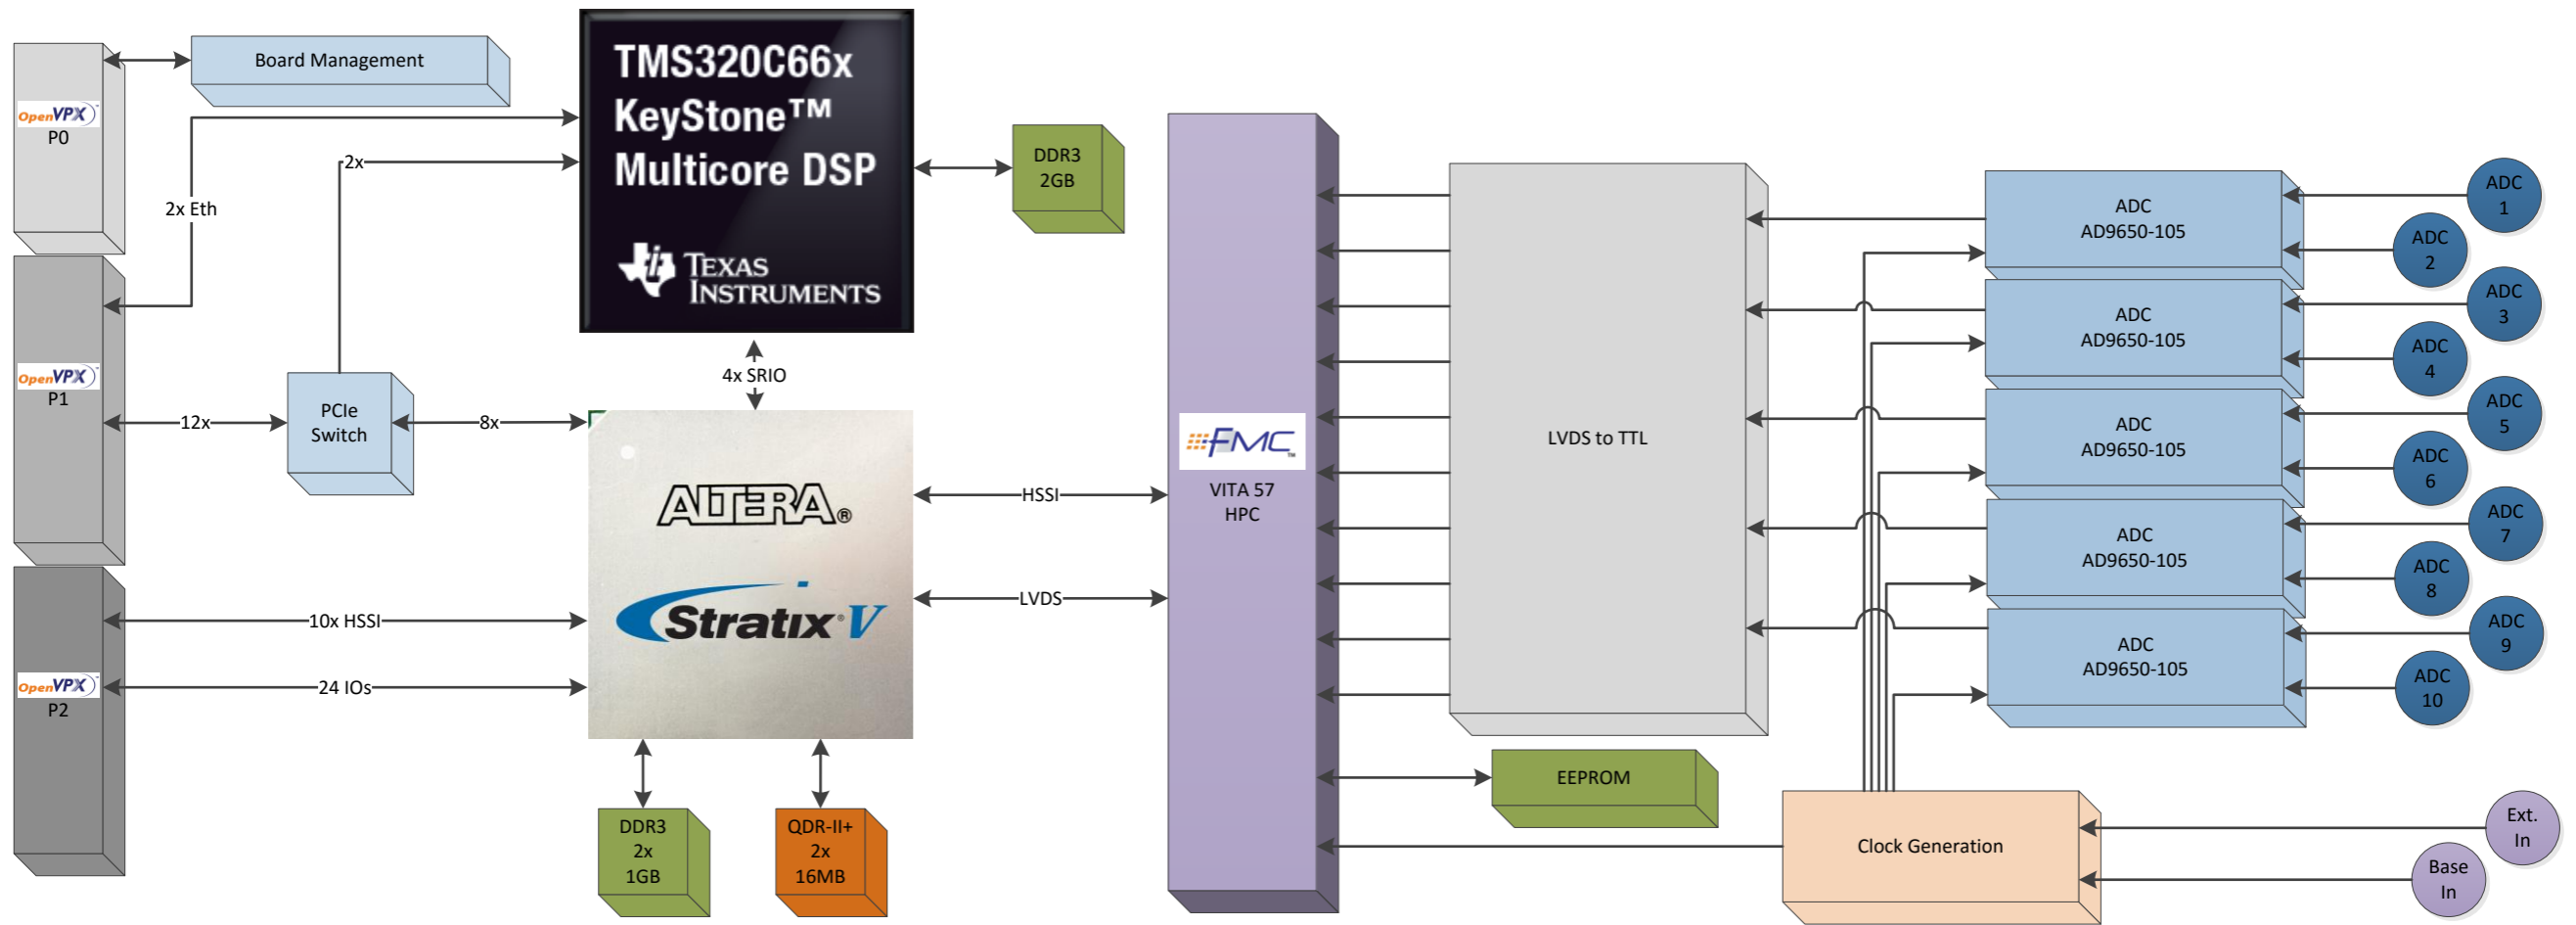 Board Management
OpenVPX™
P0
2x Eth
2x
OpenVPX™
P1
12x
PCIe
Switch
8x
OpenVPX™
P2
10x HSSI
24 IOs
TMS320C66x
KeyStone™
Multicore DSP
TEXAS
INSTRUMENTS
DDR3
2GB
4x SRIO
ALTERA®
Stratix® V
HSSI
LVDS
DDR3
2x
1GB
QDR-II+
2x
16MB
FMC™
VITA 57
HPC
LVDS to TTL
EEPROM
Clock Generation
ADC
AD9650-105
ADC
AD9650-105
ADC
AD9650-105
ADC
AD9650-105
ADC
AD9650-105
ADC
1
ADC
2
ADC
3
ADC
4
ADC
5
ADC
6
ADC
7
ADC
8
ADC
9
ADC
10
Ext.
In
Base
In